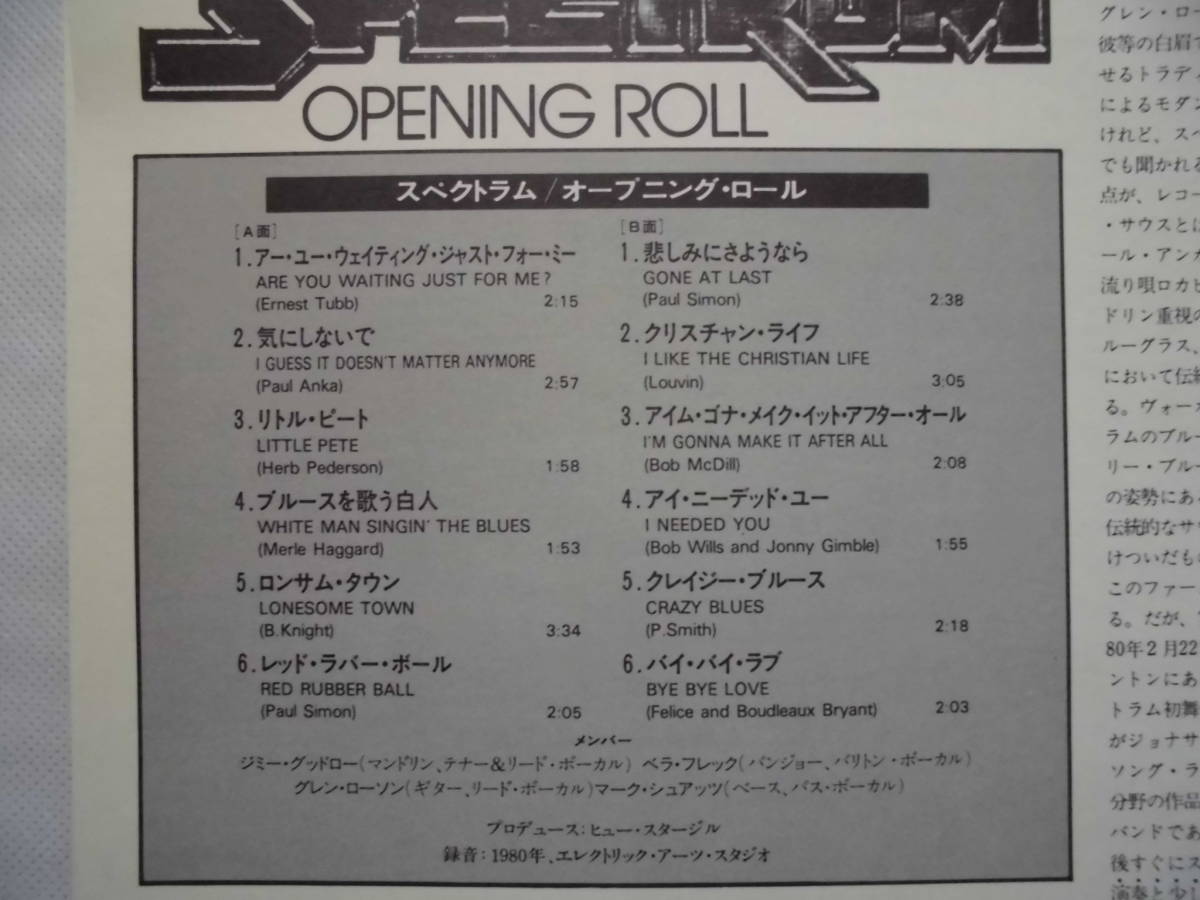 SPECTRUM
OPENING ROLL
スペクトラム/オープニング・ロール
[A面]
1.アー・ユー・ウェイティング・ジャスト・フォー・ミー
ARE YOU WAITING JUST FOR ME?
(Ernest Tubb) 2:15
2.気にしないで
I GUESS IT DOESN'T MATTER ANYMORE
(Paul Anka) 2:57
3.リトル・ピート
LITTLE PETE
(Herb Pederson) 1:58
4.ブルースを歌う白人
WHITE MAN SINGIN' THE BLUES
(Merle Haggard) 1:53
5.ロンサム・タウン
LONESOME TOWN
(B.Knight) 3:34
6.レッド・ラバー・ボール
RED RUBBER BALL
(Paul Simon) 2:05
[B面]
1.悲しみにさようなら
GONE AT LAST
(Paul Simon) 2:38
2.クリスチャン・ライフ
I LIKE THE CHRISTIAN LIFE
(Louvin) 3:05
3.アイム・ゴナ・メイク・イット・アフター・オール
I'M GONNA MAKE IT AFTER ALL
(Bob McDill) 2:08
4.アイ・ニーデッド・ユー
I NEEDED YOU
(Bob Wills and Jonny Gimble) 1:55
5.クレイジー・ブルース
CRAZY BLUES
(P.Smith) 2:18
6.バイ・バイ・ラブ
BYE BYE LOVE
(Felice and Boudleaux Bryant) 2:03
メンバー
ジミー・グッドロー(マンドリン、テナー&リード・ボーカル) ベラ・フレック(バンジョー、バリトン・ボーカル)
グレン・ローソン(ギター、リード・ボーカル)マーク・シュアッツ(ベース、バス・ボーカル)
プロデュース:ヒュー・スタージル
録音:1980年、エレクトリック・アーツ・スタジオ
グレン・ロー
彼等の白眉で
せるトラディ
によるモダン
けれど、スペ
でも聞かれる
点が、レコー
・サウスとは
ール・アンカ
流り唄ロカビ
ドリン重視の
ルーグラス、
において伝統
る。ヴォーカ
ラムのブルー
リー・ブルー
の姿勢にあ
伝統的なサ
けついだもの
このファー
る。だが、
80年2月22
ントンにあ
トラム初舞
がジョナサ
ソング・ラ
分野の作品
バンドであ
後すぐにス
演奏と少し